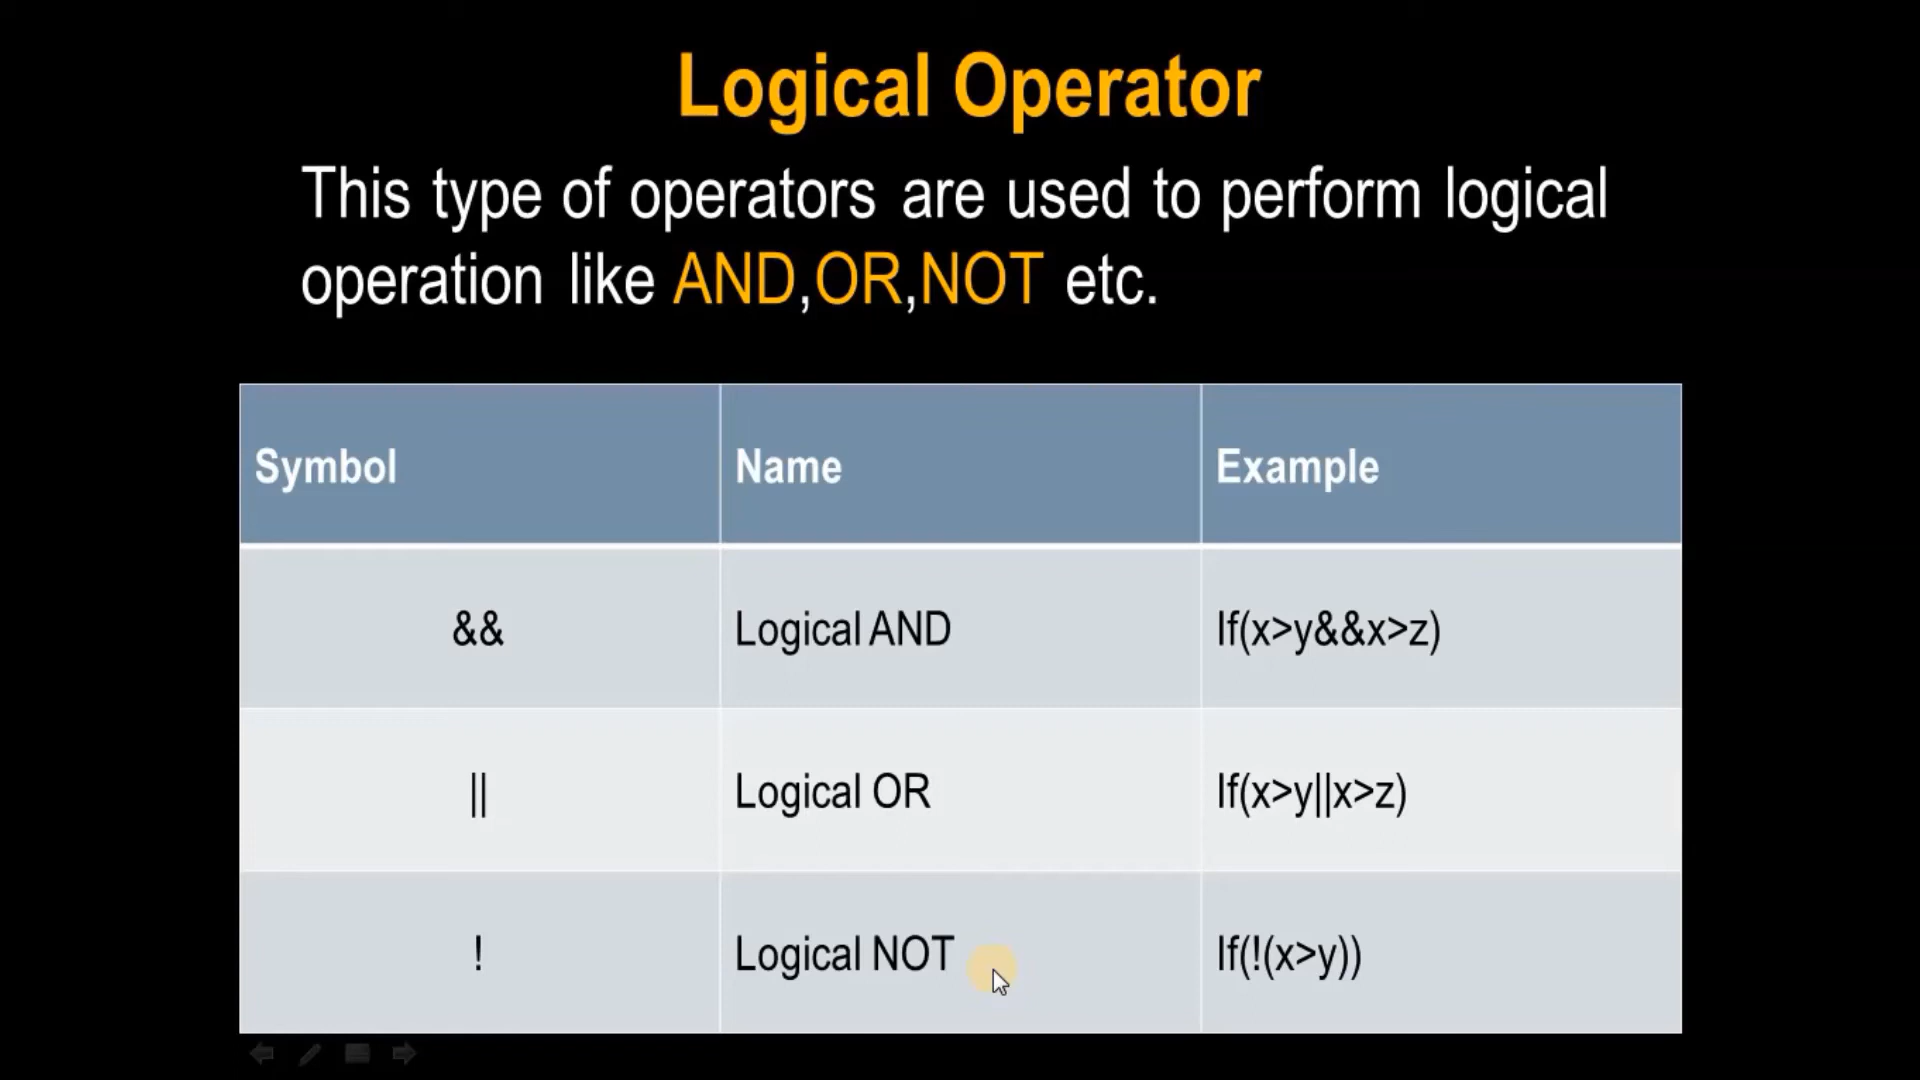 Logical Operator
This type of operators are used to perform logical
operation like AND,OR,NOT etc.
Symbol Name Example
&& Logical AND If(x>y&&x>z)
|| Logical OR If(x>y||x>z)
! Logical NOT If(!(x>y))